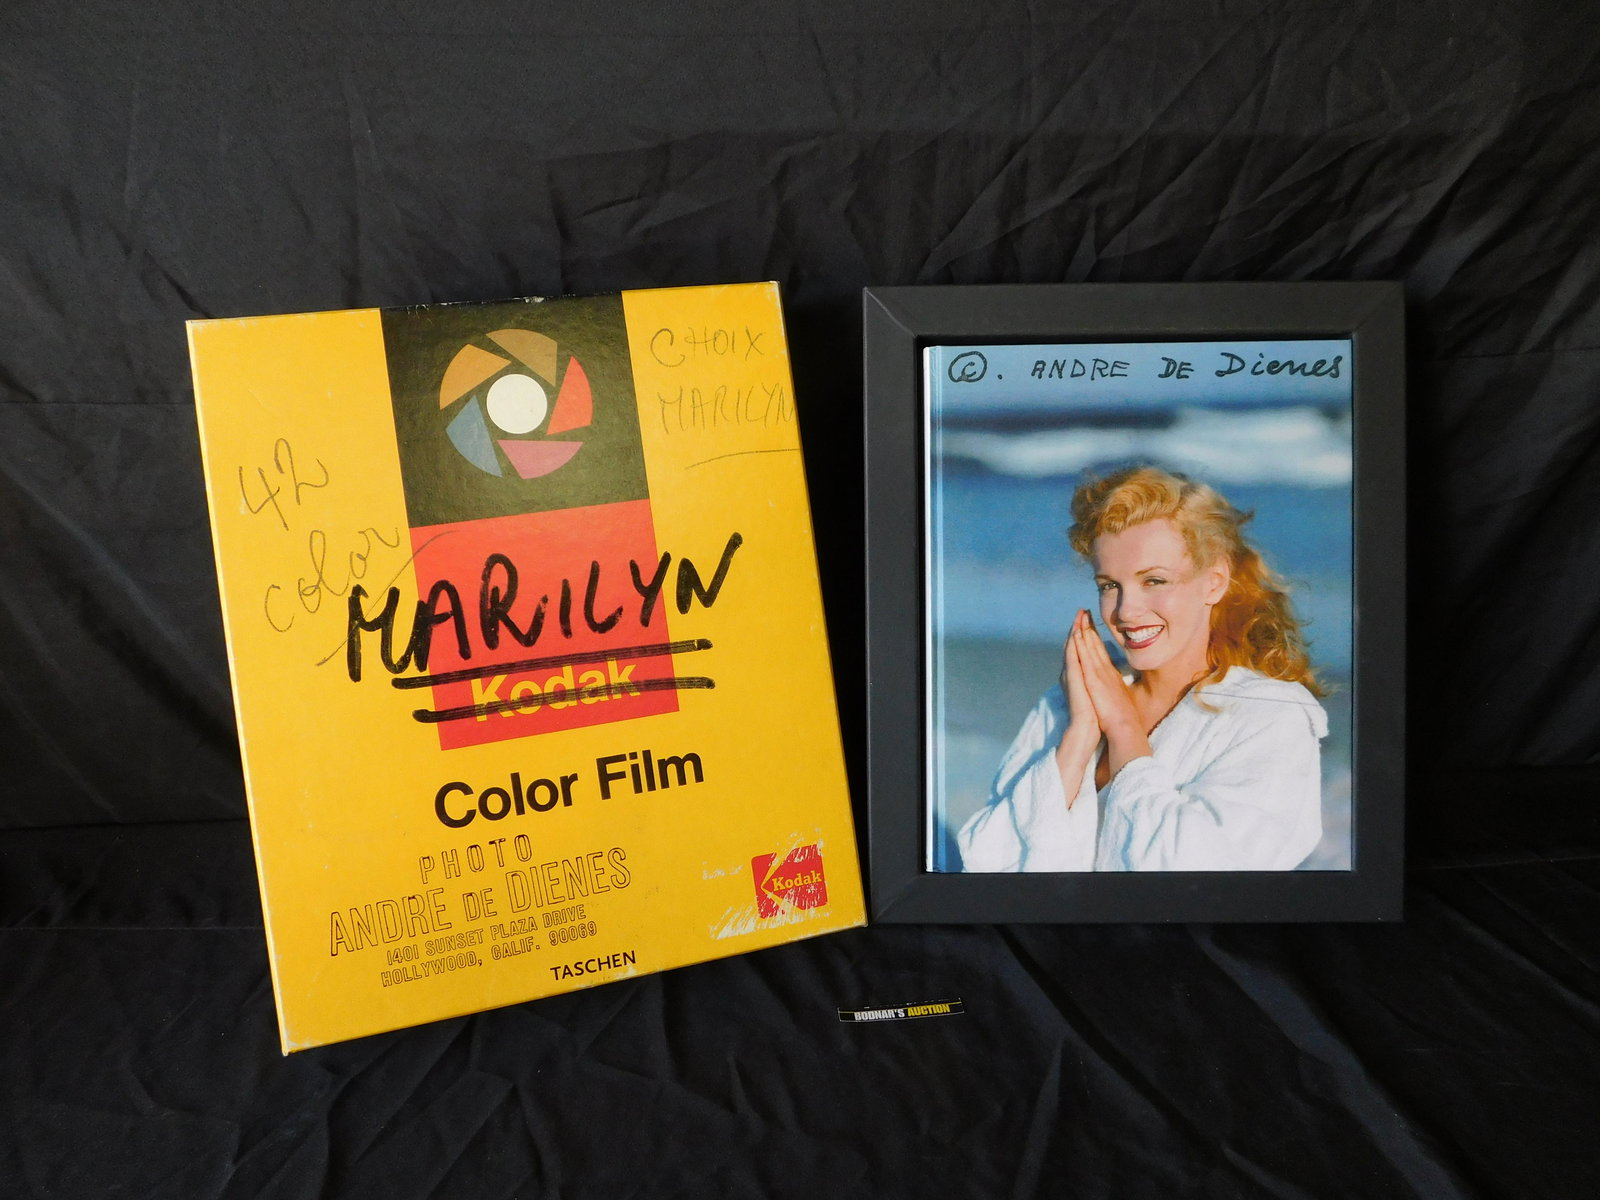 CHOIX
MARILYN
42
color
MARILYN
Kodak
Color Film
PHOTO
ANDRE DE DIENES
1401 SUNSET PLAZA DRIVE
HOLLYWOOD, CALIF. 90069
TASCHEN
Kodak
©. ANDRE DE Dienes
BODNAR'S AUCTION